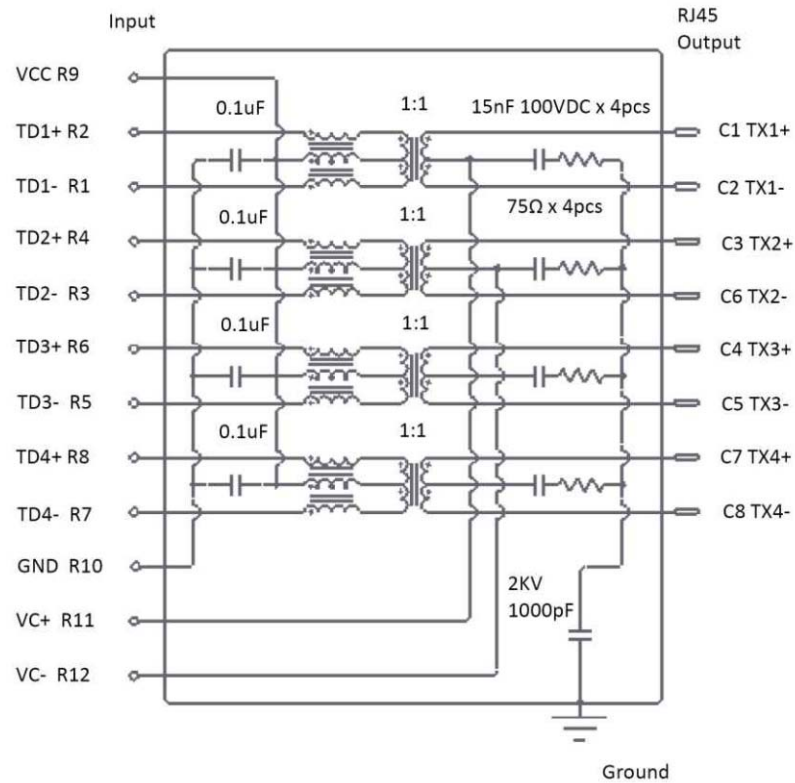 Input
RJ45
Output
VCC R9
0.1uF
1:1
15nF 100VDC x 4pcs
TD1+ R2
C1 TX1+
TD1- R1
C2 TX1-
0.1uF
1:1
75Ω x 4pcs
TD2+ R4
C3 TX2+
TD2- R3
C6 TX2-
0.1uF
1:1
TD3+ R6
C4 TX3+
TD3- R5
C5 TX3-
0.1uF
1:1
TD4+ R8
C7 TX4+
TD4- R7
C8 TX4-
GND R10
2KV
1000pF
VC+ R11
VC- R12
Ground